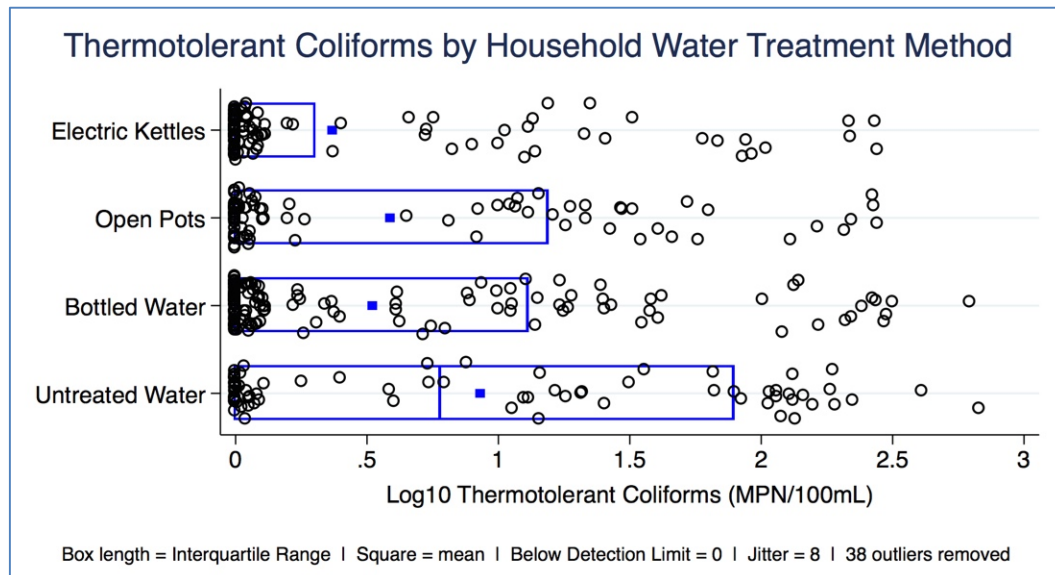 Thermotolerant Coliforms by Household Water Treatment Method
Electric Kettles
Open Pots
Bottled Water
Untreated Water
0 .5 1 1.5 2 2.5 3
Log10 Thermotolerant Coliforms (MPN/100mL)
Box length = Interquartile Range | Square = mean | Below Detection Limit = 0 | Jitter = 8 | 38 outliers removed